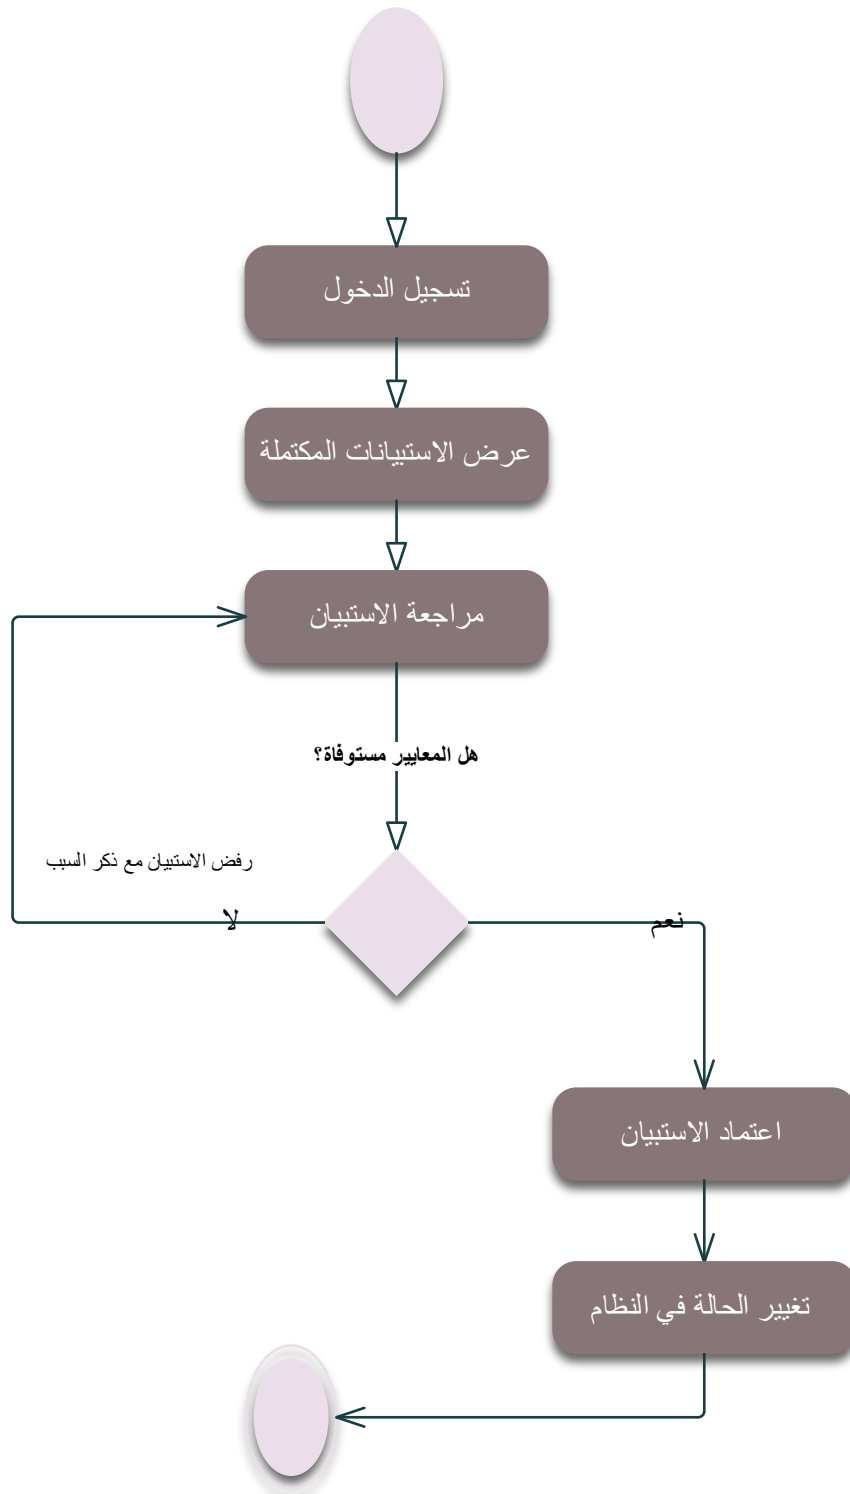 تسجيل الدخول
عرض الاستبيانات المكتملة
مراجعة الاستبيان
هل المعايير مستوفاة؟
رفض الاستبيان مع ذكر السبب
لا
نعم
اعتماد الاستبيان
تغيير الحالة في النظام